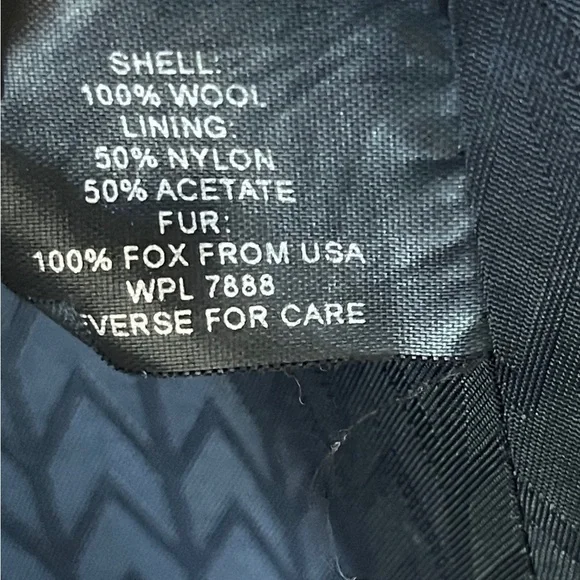 SHELL:
100% WOOL
LINING:
50% NYLON
50% ACETATE
FUR:
100% FOX FROM USA
WPL 7888
EVERSE FOR CARE